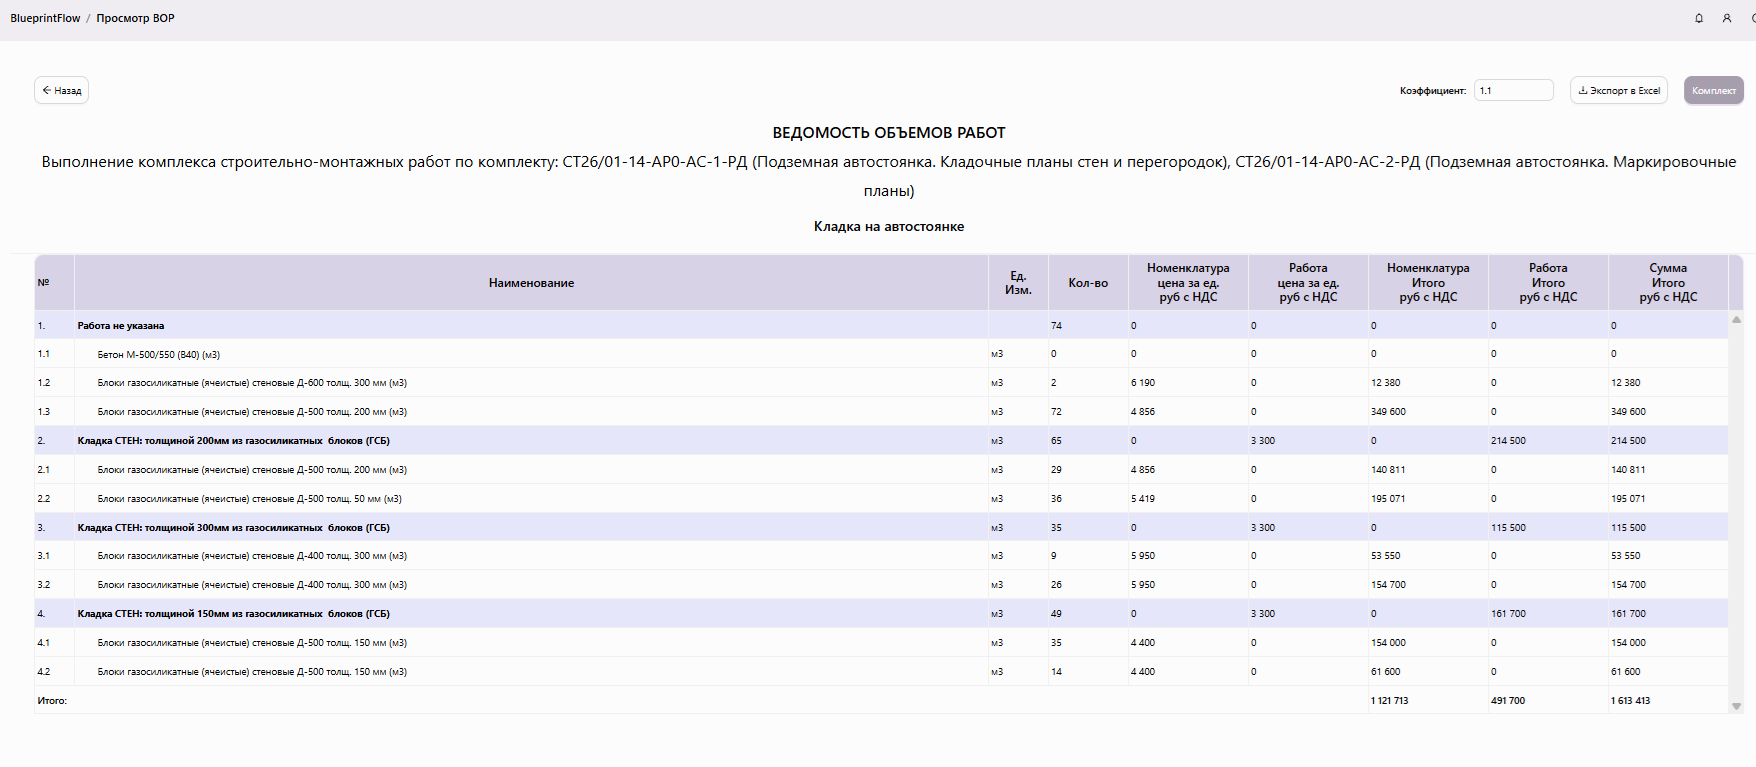 BlueprintFlow / Просмотр ВОР
Назад
Коэффициент: 1.1
Экспорт в Excel
Комплект
ВЕДОМОСТЬ ОБЪЕМОВ РАБОТ
Выполнение комплекса строительно-монтажных работ по комплекту: СТ26/01-14-АР0-АС-1-РД (Подземная автостоянка. Кладочные планы стен и перегородок), СТ26/01-14-АР0-АС-2-РД (Подземная автостоянка. Маркировочные
планы)
Кладка на автостоянке
№ Наименование Ед. Изм. Кол-во Номенклатура цена за ед. руб с НДС Работа цена за ед. руб с НДС Номенклатура Итого руб с НДС Работа Итого руб с НДС Сумма Итого руб с НДС
1. Работа не указана 74 0 0 0 0 0
1.1 Бетон М-500/550 (В40) (м3) м3 0 0 0 0 0 0
1.2 Блоки газосиликатные (ячеистые) стеновые Д-600 толщ. 300 мм (м3) м3 2 6 190 0 12 380 0 12 380
1.3 Блоки газосиликатные (ячеистые) стеновые Д-500 толщ. 200 мм (м3) м3 72 4 856 0 349 600 0 349 600
2. Кладка СТЕН: толщиной 200мм из газосиликатных блоков (ГСБ) м3 65 0 3 300 0 214 500 214 500
2.1 Блоки газосиликатные (ячеистые) стеновые Д-500 толщ. 200 мм (м3) м3 29 4 856 0 140 811 0 140 811
2.2 Блоки газосиликатные (ячеистые) стеновые Д-500 толщ. 50 мм (м3) м3 36 5 419 0 195 071 0 195 071
3. Кладка СТЕН: толщиной 300мм из газосиликатных блоков (ГСБ) м3 35 0 3 300 0 115 500 115 500
3.1 Блоки газосиликатные (ячеистые) стеновые Д-400 толщ. 300 мм (м3) м3 9 5 950 0 53 550 0 53 550
3.2 Блоки газосиликатные (ячеистые) стеновые Д-400 толщ. 300 мм (м3) м3 26 5 950 0 154 700 0 154 700
4. Кладка СТЕН: толщиной 150мм из газосиликатных блоков (ГСБ) м3 49 0 3 300 0 161 700 161 700
4.1 Блоки газосиликатные (ячеистые) стеновые Д-500 толщ. 150 мм (м3) м3 35 4 400 0 154 000 0 154 000
4.2 Блоки газосиликатные (ячеистые) стеновые Д-500 толщ. 150 мм (м3) м3 14 4 400 0 61 600 0 61 600
Итого: 1 121 713 491 700 1 613 413